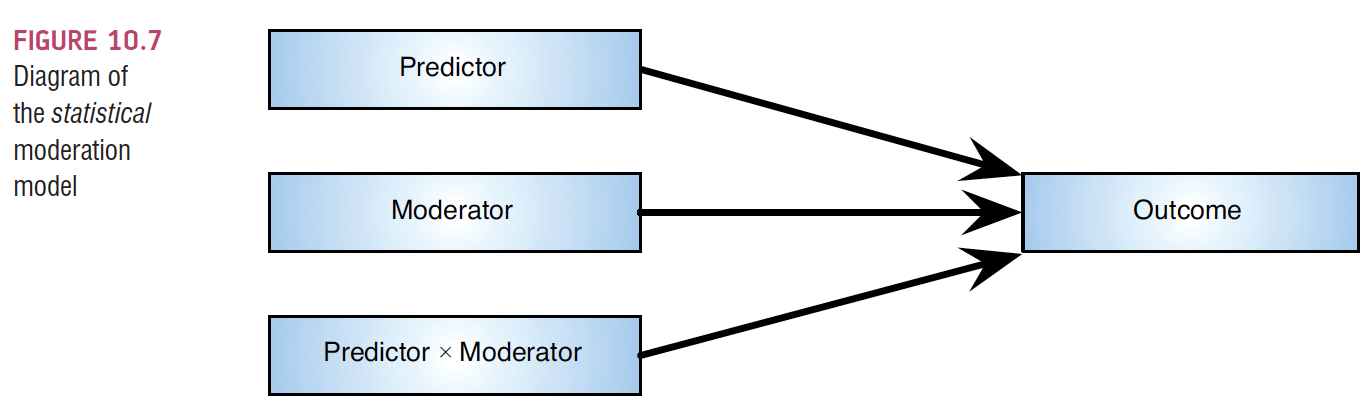 FIGURE 10.7
Diagram of
the statistical
moderation
model
Predictor
Moderator
Predictor × Moderator
Outcome